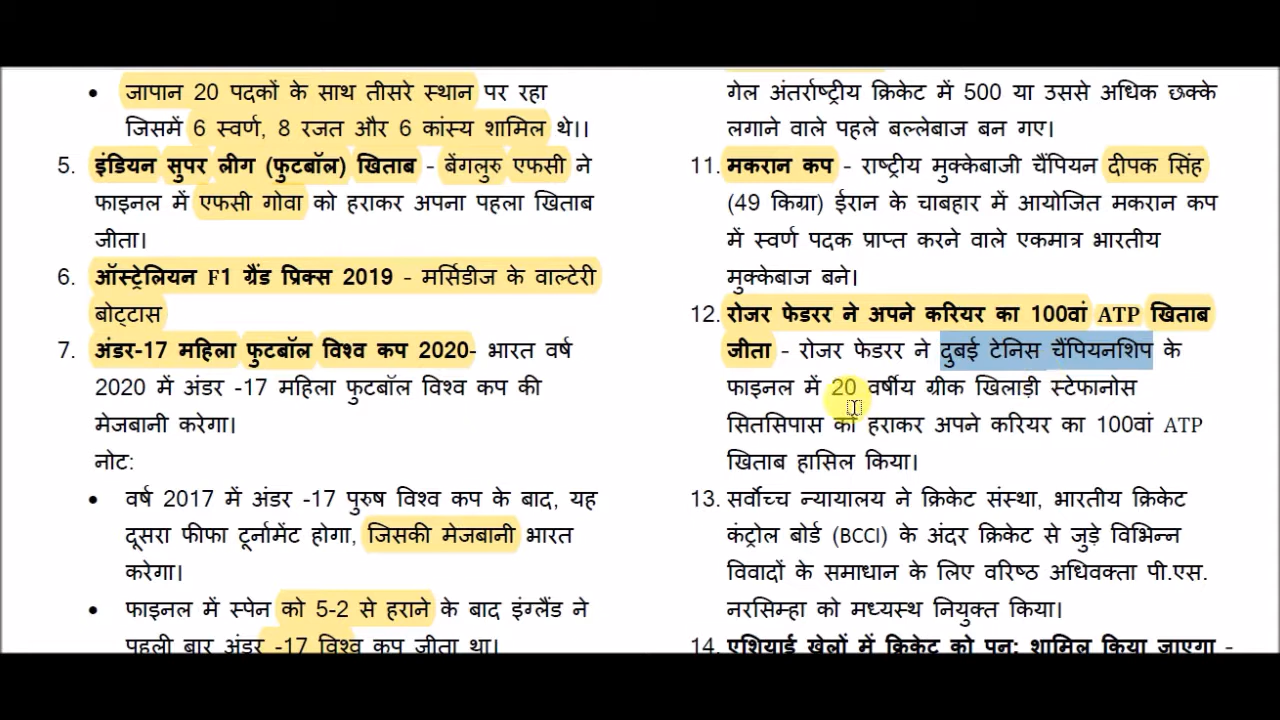 जापान 20 पदकों के साथ तीसरे स्थान पर रहा
जिसमें 6 स्वर्ण, 8 रजत और 6 कांस्य शामिल थे।।
5. इंडियन सुपर लीग (फुटबॉल) खिताब - बेंगलुरु एफसी ने
फाइनल में एफसी गोवा को हराकर अपना पहला खिताब
जीता।
6. ऑस्ट्रेलियन F1 ग्रैंड प्रिक्स 2019 - मर्सिडीज के वाल्टेरी
बोट्टास
7. अंडर-17 महिला फुटबॉल विश्व कप 2020- भारत वर्ष
2020 में अंडर -17 महिला फुटबॉल विश्व कप की
मेजबानी करेगा।
नोट:
वर्ष 2017 में अंडर -17 पुरुष विश्व कप के बाद, यह
दूसरा फीफा टूर्नामेंट होगा, जिसकी मेजबानी भारत
करेगा।
फाइनल में स्पेन को 5-2 से हराने के बाद इंग्लैंड ने
पहली बार अंडर -17 विश्व कप जीता था।
गेल अंतर्राष्ट्रीय क्रिकेट में 500 या उससे अधिक छक्के
लगाने वाले पहले बल्लेबाज बन गए।
11. मकरान कप - राष्ट्रीय मुक्केबाजी चैंपियन दीपक सिंह
(49 किग्रा) ईरान के चाबहार में आयोजित मकरान कप
में स्वर्ण पदक प्राप्त करने वाले एकमात्र भारतीय
मुक्केबाज बने।
12. रोजर फेडरर ने अपने करियर का 100वां ATP खिताब
जीता - रोजर फेडरर ने दुबई टेनिस चैंपियनशिप के
फाइनल में 20 वर्षीय ग्रीक खिलाड़ी स्टेफानोस
सितसिपास को हराकर अपने करियर का 100वां ATP
खिताब हासिल किया।
13. सर्वोच्च न्यायालय ने क्रिकेट संस्था, भारतीय क्रिकेट
कंट्रोल बोर्ड (BCCI) के अंदर क्रिकेट से जुड़े विभिन्न
विवादों के समाधान के लिए वरिष्ठ अधिवक्ता पी.एस.
नरसिम्हा को मध्यस्थ नियुक्त किया।
14. एशियाई खेलों में क्रिकेट को पुन: शामिल किया जाएगा -